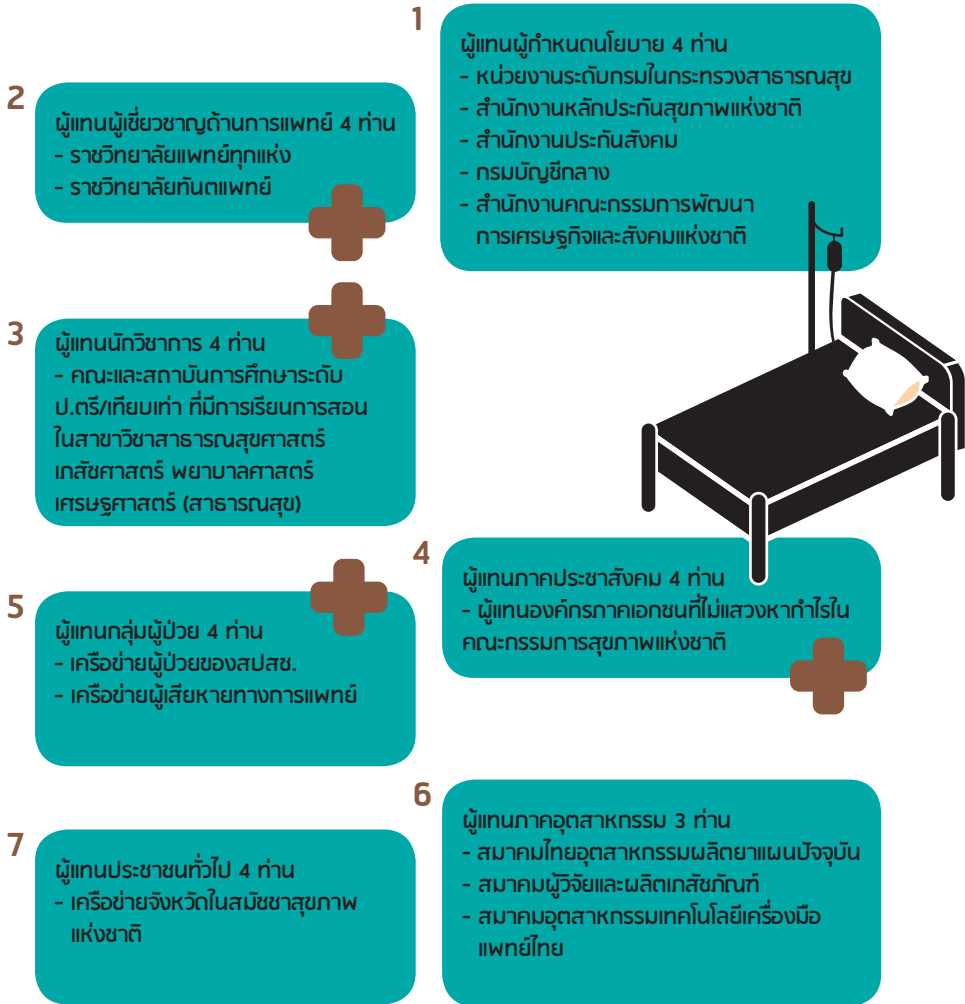 1
ผู้แทนผู้กำหนดนโยบาย 4 ท่าน
- หน่วยงานระดับกรมในกระทรวงสาธารณสุข
- สำนักงานหลักประกันสุขภาพแห่งชาติ
- สำนักงานประกันสังคม
- กรมบัญชีกลาง
- สำนักงานคณะกรรมการพัฒนา
การเศรษฐกิจและสังคมแห่งชาติ
2
ผู้แทนผู้เชี่ยวชาญด้านการแพทย์ 4 ท่าน
- ราชวิทยาลัยแพทย์ทุกแห่ง
- ราชวิทยาลัยทันตแพทย์
3
ผู้แทนนักวิชาการ 4 ท่าน
- คณะและสถาบันการศึกษาระดับ
ป.ตรี/เทียบเท่า ที่มีการเรียนการสอน
ในสาขาวิชาสาธารณสุขศาสตร์
เภสัชศาสตร์ พยาบาลศาสตร์
เศรษฐศาสตร์ (สาธารณสุข)
4
ผู้แทนภาคประชาสังคม 4 ท่าน
- ผู้แทนองค์กรภาคเอกชนที่ไม่แสวงหากำไรใน
คณะกรรมการสุขภาพแห่งชาติ
5
ผู้แทนกลุ่มผู้ป่วย 4 ท่าน
- เครือข่ายผู้ป่วยของสปสช.
- เครือข่ายผู้เสียหายทางการแพทย์
6
ผู้แทนภาคอุตสาหกรรม 3 ท่าน
- สมาคมไทยอุตสาหกรรมผลิตยาแผนปัจจุบัน
- สมาคมผู้วิจัยและผลิตเภสัชภัณฑ์
- สมาคมอุตสาหกรรมเทคโนโลยีเครื่องมือ
แพทย์ไทย
7
ผู้แทนประชาชนทั่วไป 4 ท่าน
- เครือข่ายจังหวัดในสมัชชาสุขภาพ
แห่งชาติ